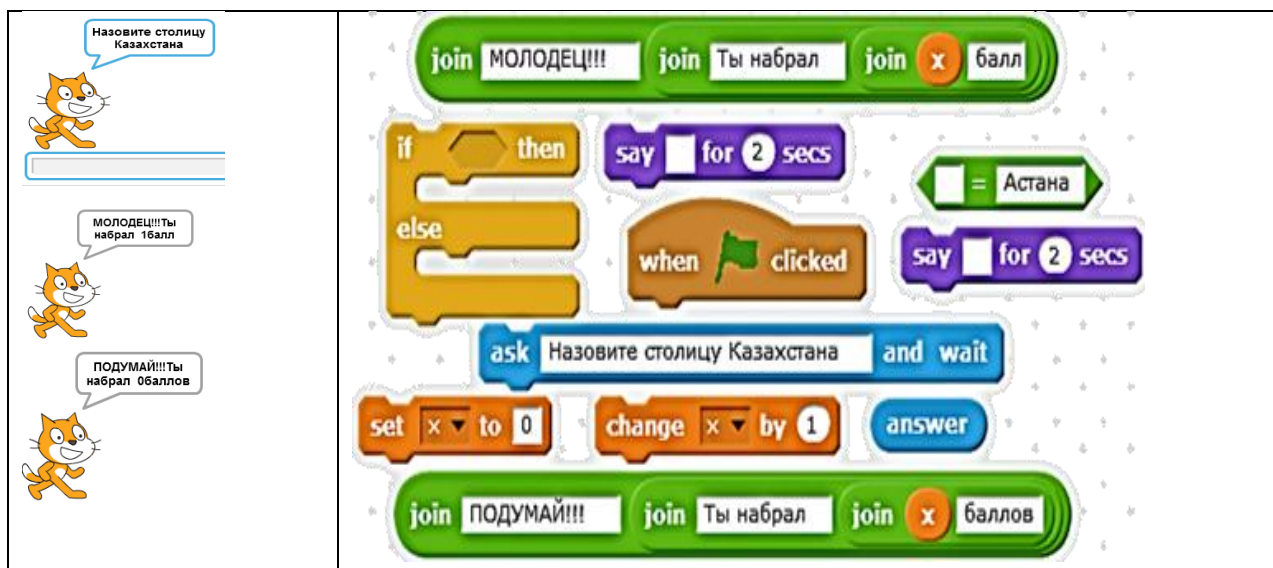 Назовите столицу
Казахстана
МОЛОДЕЦ!!!Ты
набрал 1балл
ПОДУМАЙ!!!Ты
набрал 0баллов
join МОЛОДЕЦ!!! join Ты набрал join x балл
if then
else
say for 2 secs
= Астана
when clicked
say for 2 secs
ask Назовите столицу Казахстана and wait
set x to 0
change x by 1
answer
join ПОДУМАЙ!!! join Ты набрал join x баллов